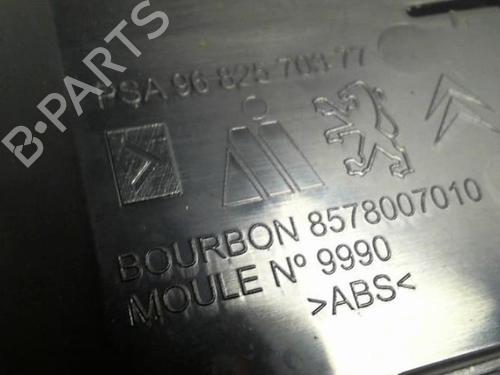 B-PARTS
PSA 96 825 703 77
BOURBON 8578007010
MOULE Nº 9990
>ABS<